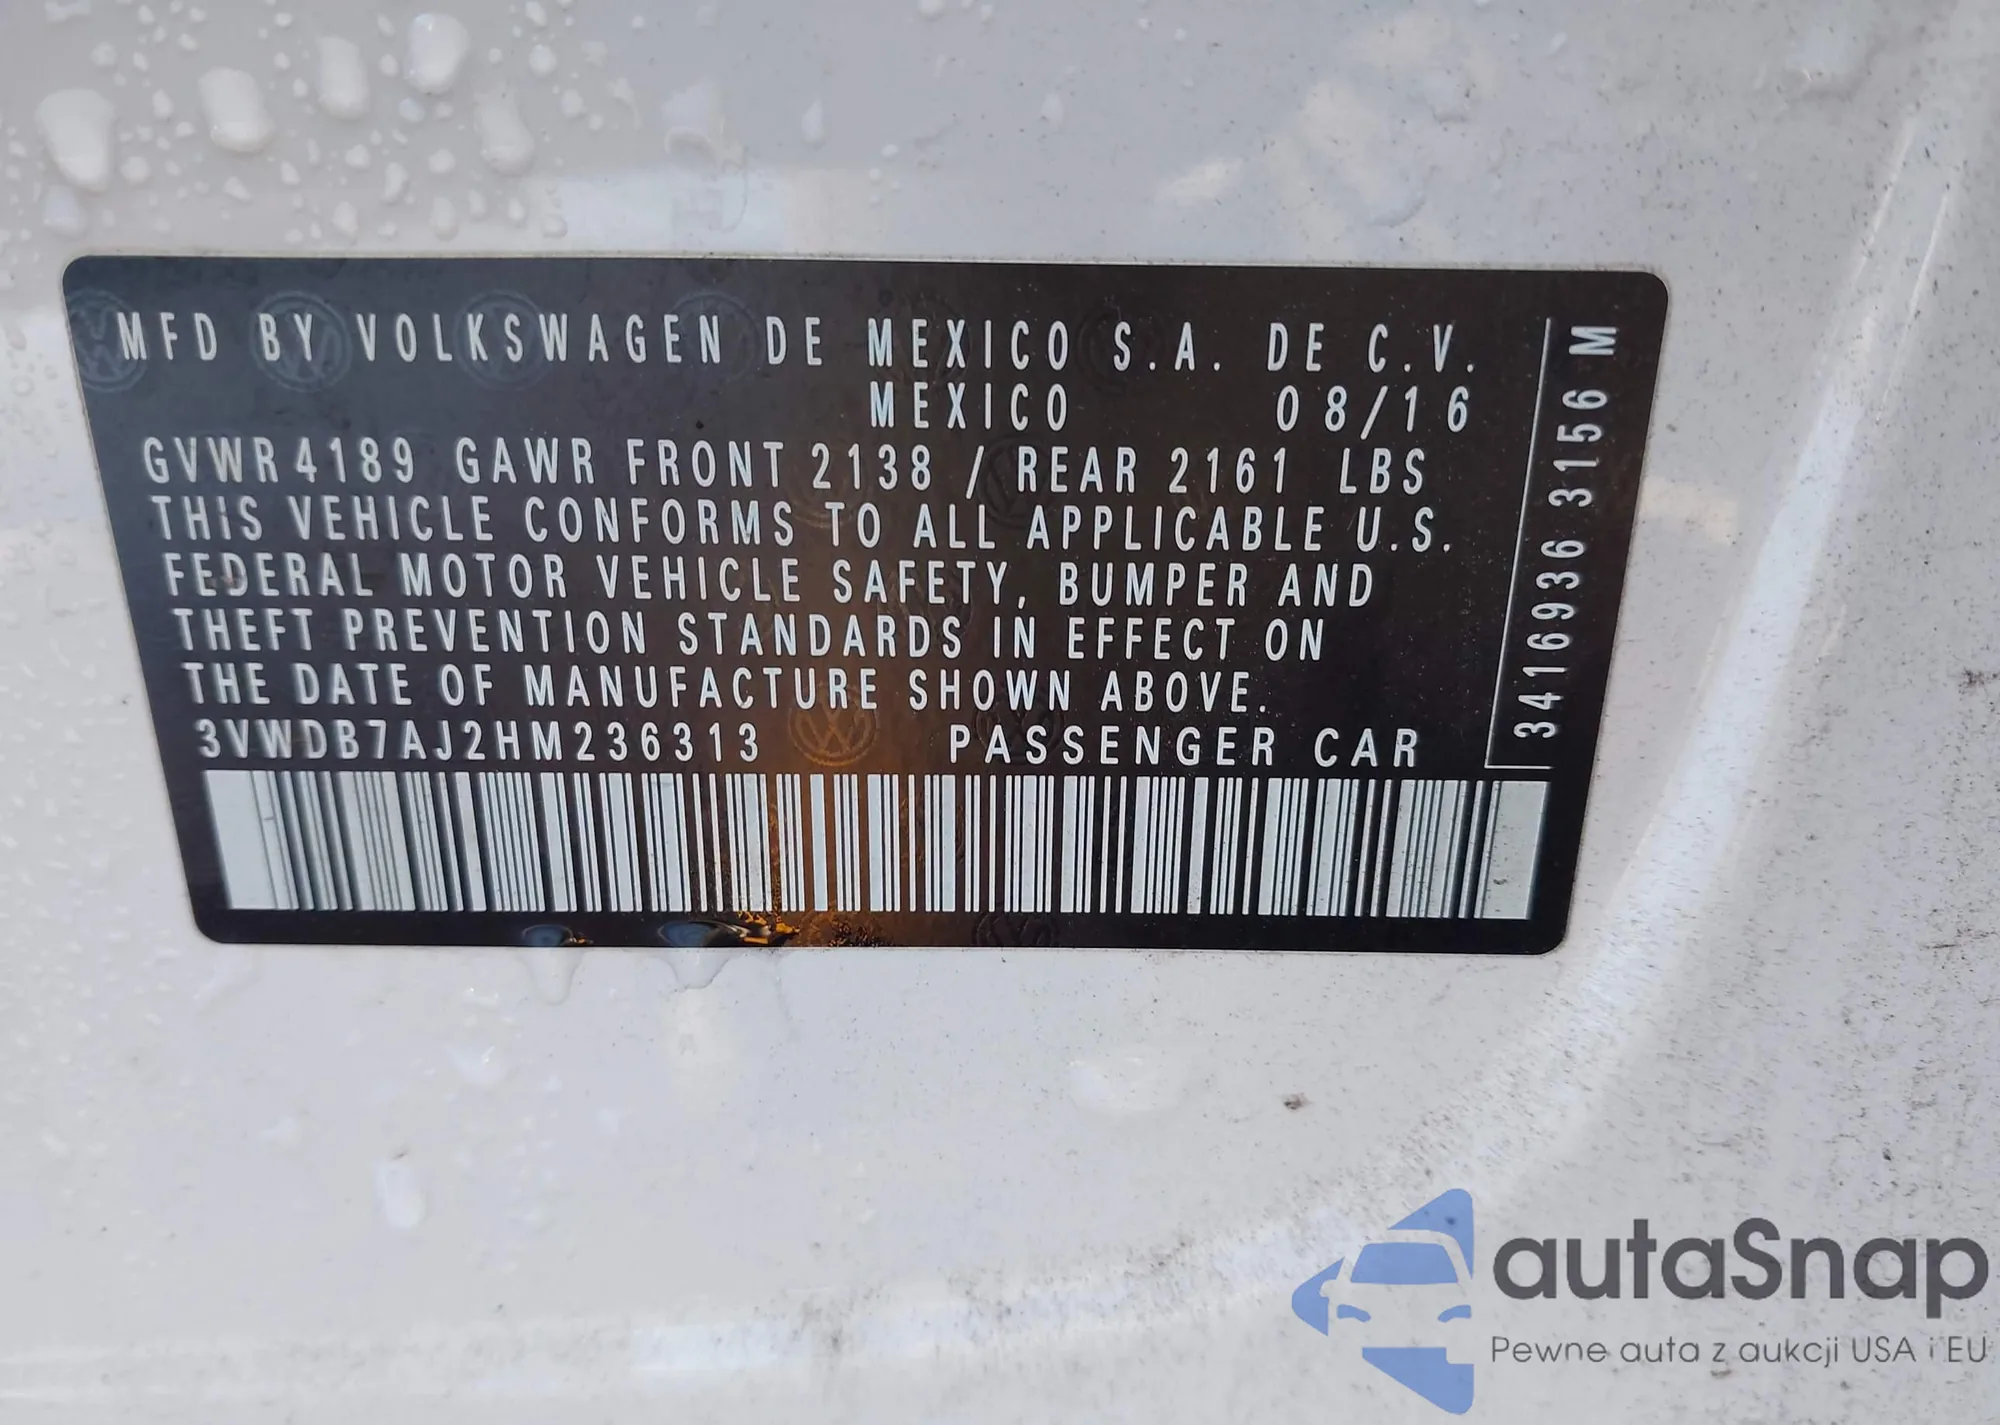 MFD BY VOLKSWAGEN DE MEXICO S.A. DE C.V.
MEXICO 08/16
GVWR 4189 GAWR FRONT 2138 / REAR 2161 LBS
THIS VEHICLE CONFORMS TO ALL APPLICABLE U.S.
FEDERAL MOTOR VEHICLE SAFETY, BUMPER AND
THEFT PREVENTION STANDARDS IN EFFECT ON
THE DATE OF MANUFACTURE SHOWN ABOVE.
3VWDB7AJ2HM236313 PASSENGER CAR
3416936 3156 M
autaSnap
Pewne auta z aukcji USA i EU